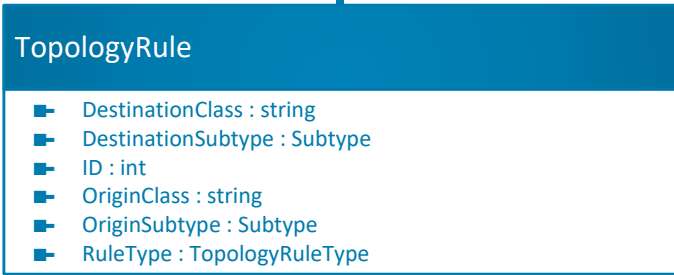 TopologyRule
DestinationClass : string
DestinationSubtype : Subtype
ID : int
OriginClass : string
OriginSubtype : Subtype
RuleType : TopologyRuleType